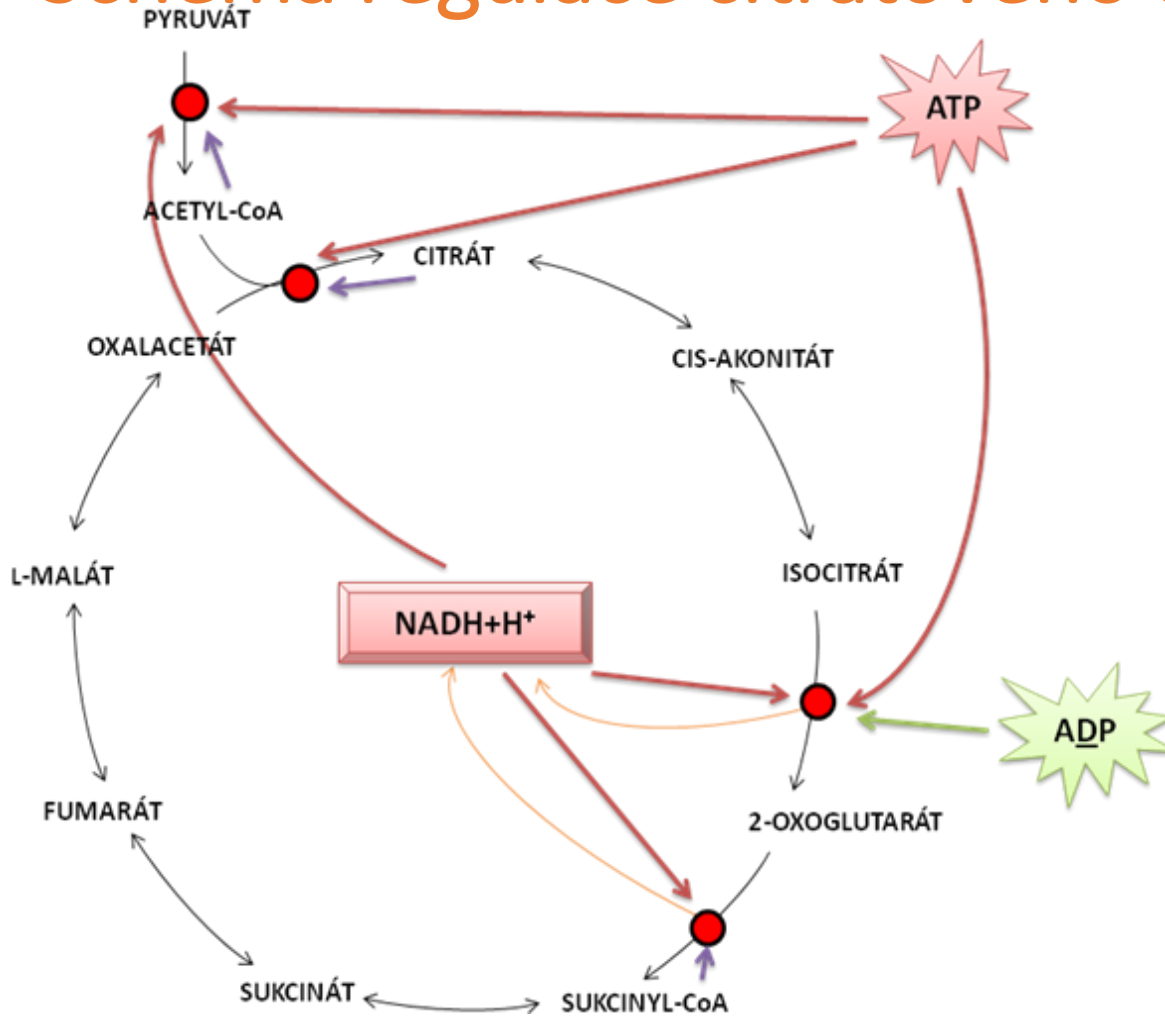 PYRUVÁT
ATP
ACETYL-CoA
CITRÁT
OXALACETÁT
CIS-AKONITÁT
ISOCITRÁT
L-MALÁT
NADH+H⁺
ADP
FUMARÁT
2-OXOGLUTARÁT
SUKCINÁT
SUKCINYL-CoA